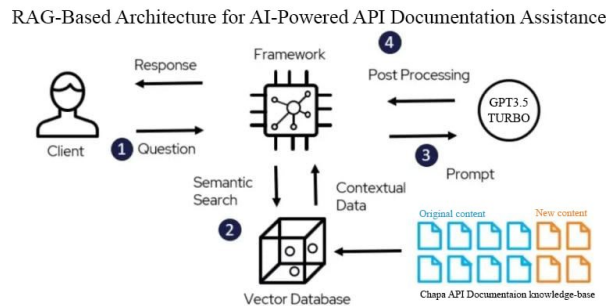 RAG-Based Architecture for AI-Powered API Documentation Assistance
4
Framework
Response
Post Processing
GPT3.5
TURBO
Client
1 Question
3
Prompt
Semantic
Search
Contextual
Data
2
Original content
New content
Chapa API Documentaion knowledge-base
Vector Database